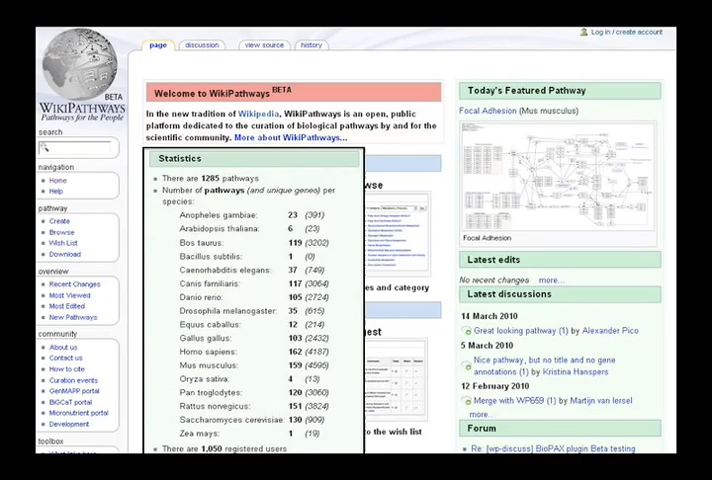 Log in / create account
page
discussion
view source
history
BETA
WIKIPATHWAYS
Pathways for the People
search
navigation
Home
Help
pathway
Create
Browse
Wish List
Download
overview
Recent Changes
Most Viewed
Most Edited
New Pathways
community
About us
Contact us
How to cite
Curation events
GenMAPP portal
BiGCaT portal
Micronutrient portal
Development
toolbox
Welcome to WikiPathways BETA
In the new tradition of Wikipedia, WikiPathways is an open, public
platform dedicated to the curation of biological pathways by and for the
scientific community. More about WikiPathways...
Statistics
There are 1285 pathways
Number of pathways (and unique genes) per
species:
Anopheles gambiae: 23 (391)
Arabidopsis thaliana: 6 (23)
Bos taurus: 119 (3202)
Bacillus subtilis: 1 (0)
Caenorhabditis elegans: 37 (749)
Canis familiaris: 117 (3064)
Danio rerio: 105 (2724)
Drosophila melanogaster: 35 (615)
Equus caballus: 12 (214)
Gallus gallus: 103 (2432)
Homo sapiens: 162 (4187)
Mus musculus: 159 (4595)
Oryza sativa: 4 (13)
Pan troglodytes: 120 (3060)
Rattus norvegicus: 151 (3824)
Saccharomyces cerevisiae: 130 (909)
Zea mays: 1 (19)
There are 1,050 registered users
wse
es and category
gest
to the wish list
Today's Featured Pathway
Focal Adhesion (Mus musculus)
Focal Adhesion
Latest edits
No recent changes more...
Latest discussions
14 March 2010
Great looking pathway (1) by Alexander Pico
5 March 2010
Nice pathway, but no title and no gene
annotations (1) by Kristina Hanspers
12 February 2010
Merge with WP659 (1) by Martijn van Iersel
more...
Forum
Re: [wp-discuss] BioPAX plugin Beta testing